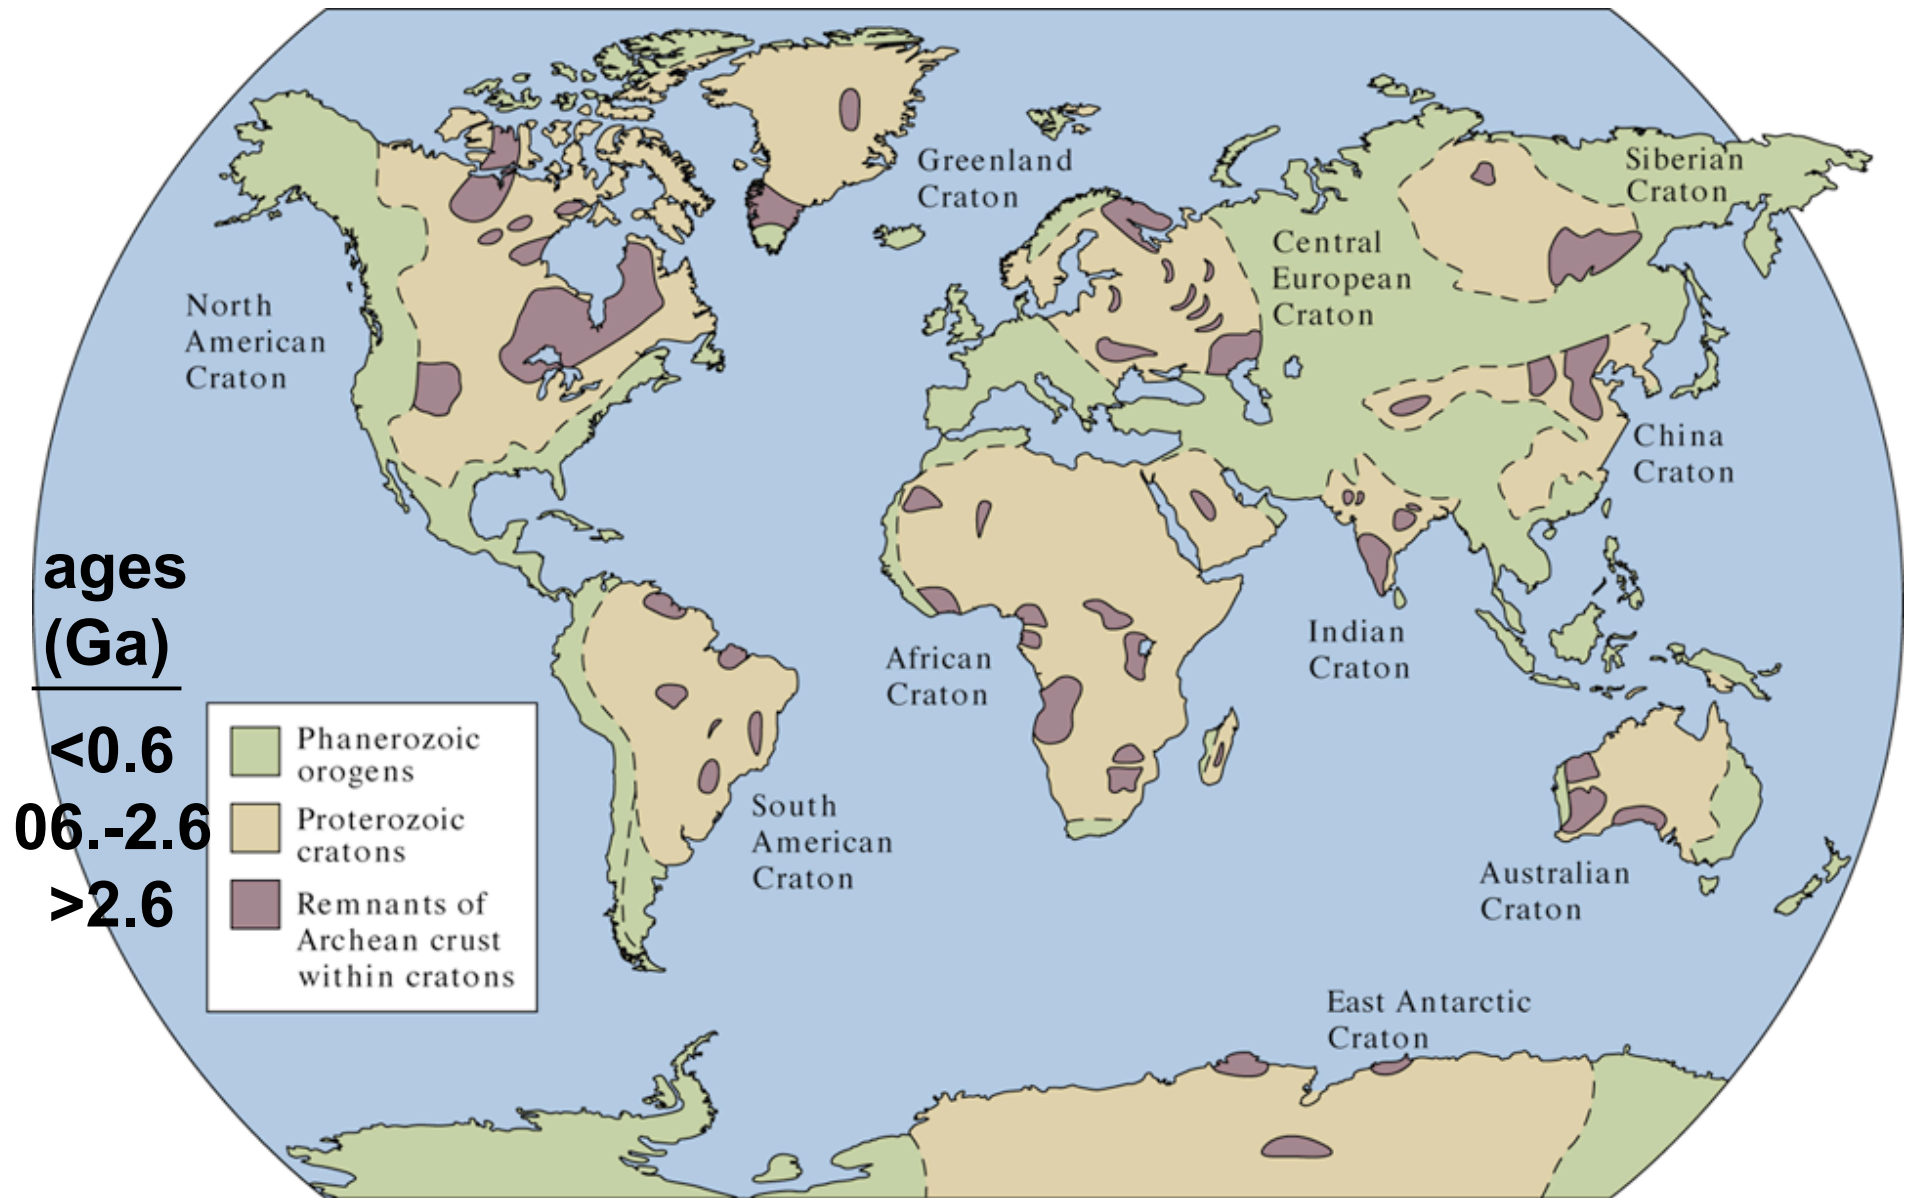 Greenland
Craton
Siberian
Craton
Central
European
Craton
North
American
Craton
China
Craton
ages
(Ga)
<0.6
06.-2.6
>2.6
African
Craton
Indian
Craton
Phanerozoic
orogens
Proterozoic
cratons
Remnants of
Archean crust
within cratons
South
American
Craton
Australian
Craton
East Antarctic
Craton